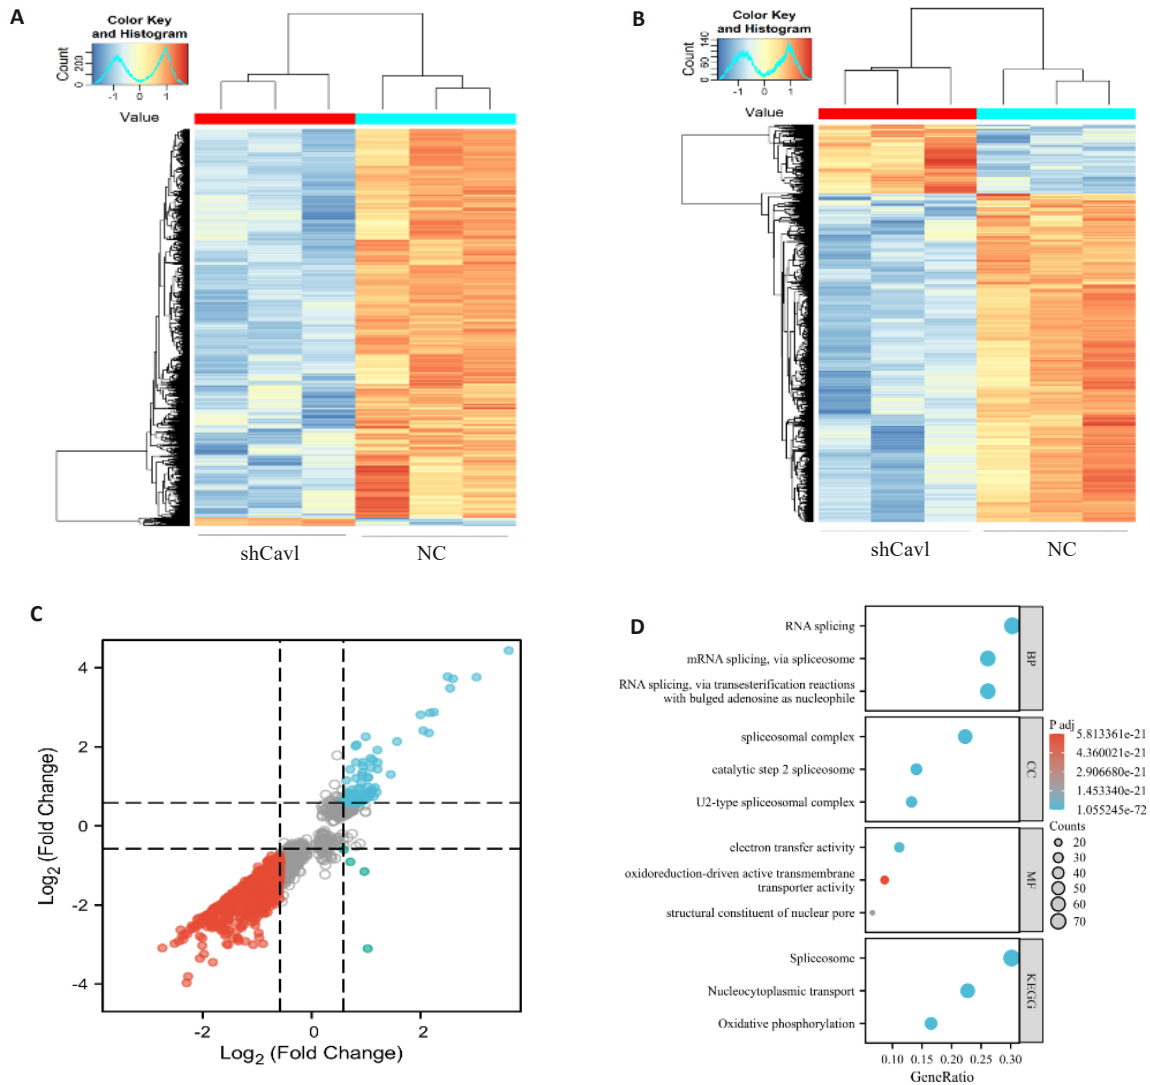 A
Color Key
and Histogram
Count
0 200
-1 0 1
Value
shCavl
NC
B
Color Key
and Histogram
Count
0 60 140
-1 0 1
Value
shCavl
NC
C
Log2 (Fold Change)
4
2
0
-2
-4
-2 0 2
Log2 (Fold Change)
D
RNA splicing
mRNA splicing, via spliceosome
RNA splicing, via transesterification reactions
with bulged adenosine as nucleophile
BP
spliceosomal complex
catalytic step 2 spliceosome
U2-type spliceosomal complex
CC
electron transfer activity
oxidoreduction-driven active transmembrane
transporter activity
structural constituent of nuclear pore
MF
Spliceosome
Nucleocytoplasmic transport
Oxidative phosphorylation
KEGG
0.10 0.15 0.20 0.25 0.30
GeneRatio
P adj
5.813361e-21
4.360021e-21
2.906680e-21
1.453340e-21
1.055245e-72
Counts
20
30
40
50
60
70